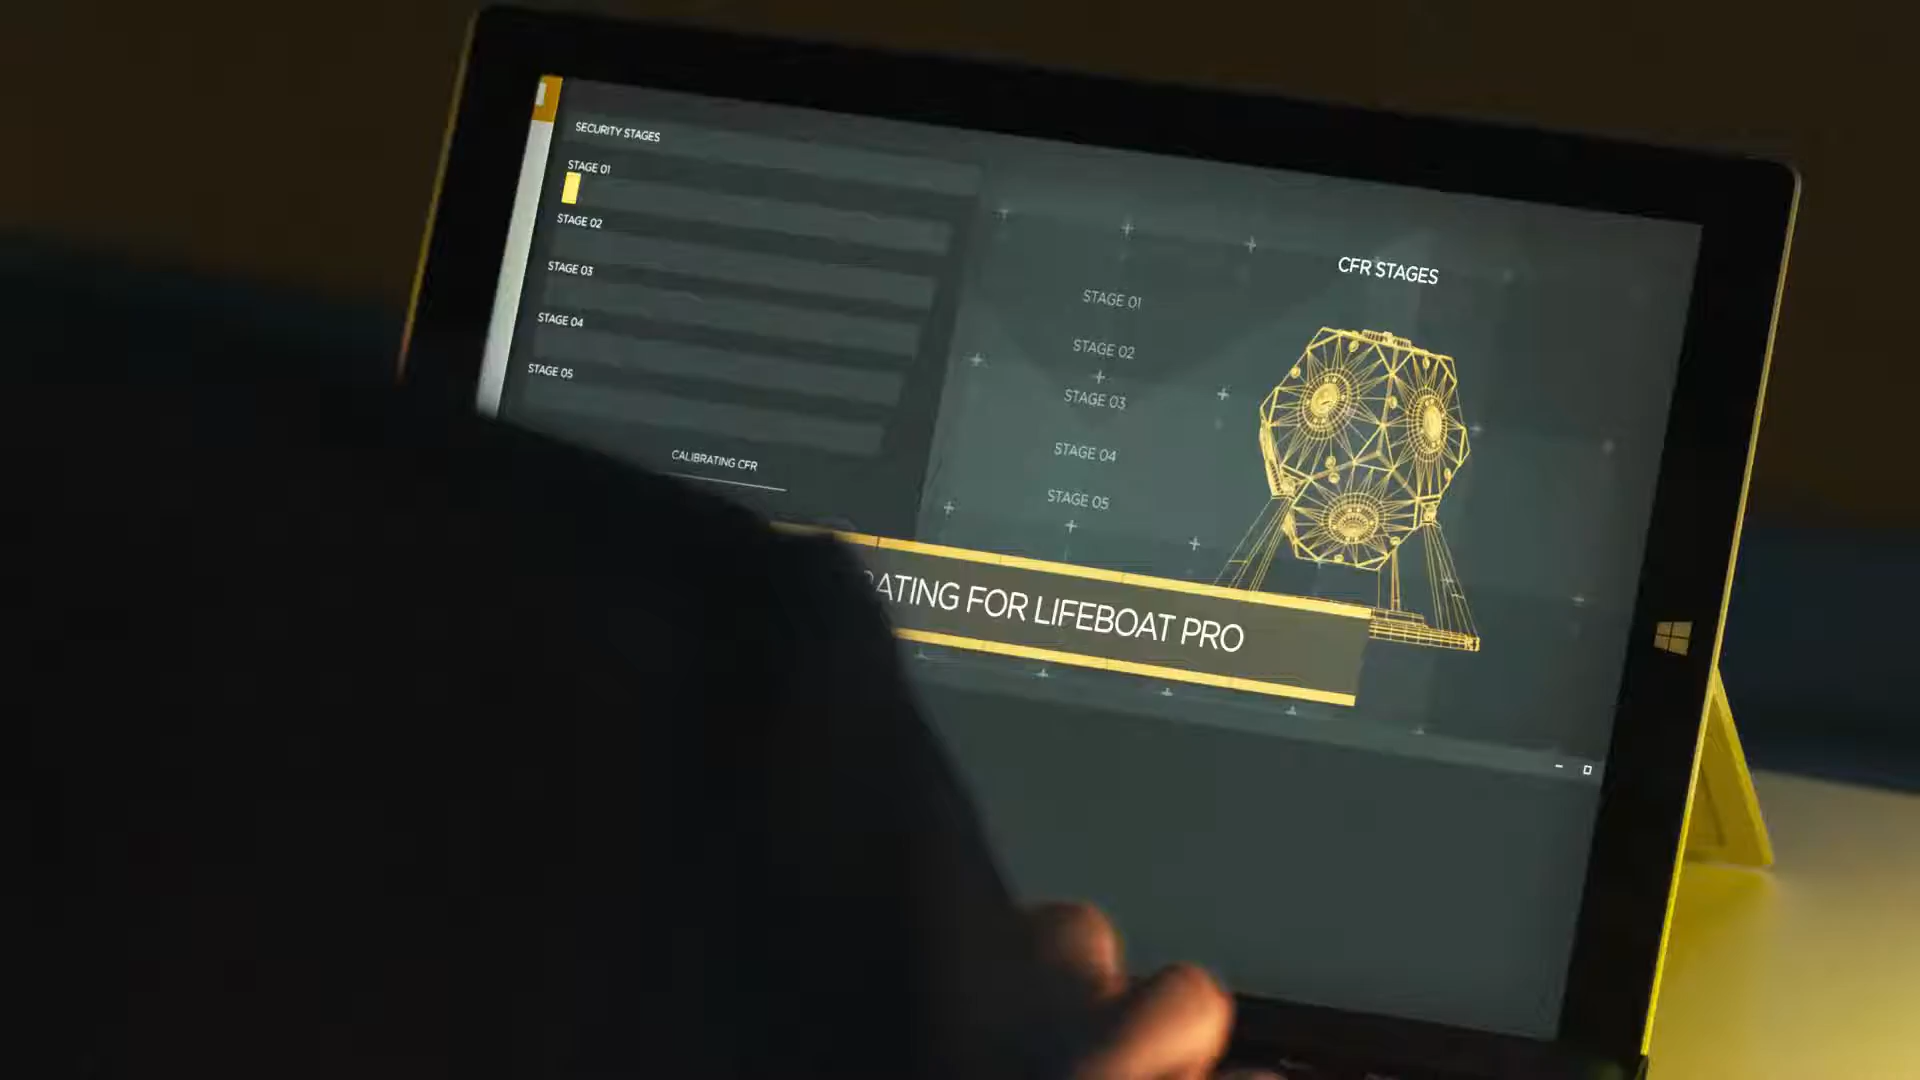 SECURITY STAGES
STAGE 01
STAGE 02
STAGE 03
STAGE 04
STAGE 05
CALIBRATING CFR
CFR STAGES
STAGE 01
STAGE 02
STAGE 03
STAGE 04
STAGE 05
RATING FOR LIFEBOAT PRO